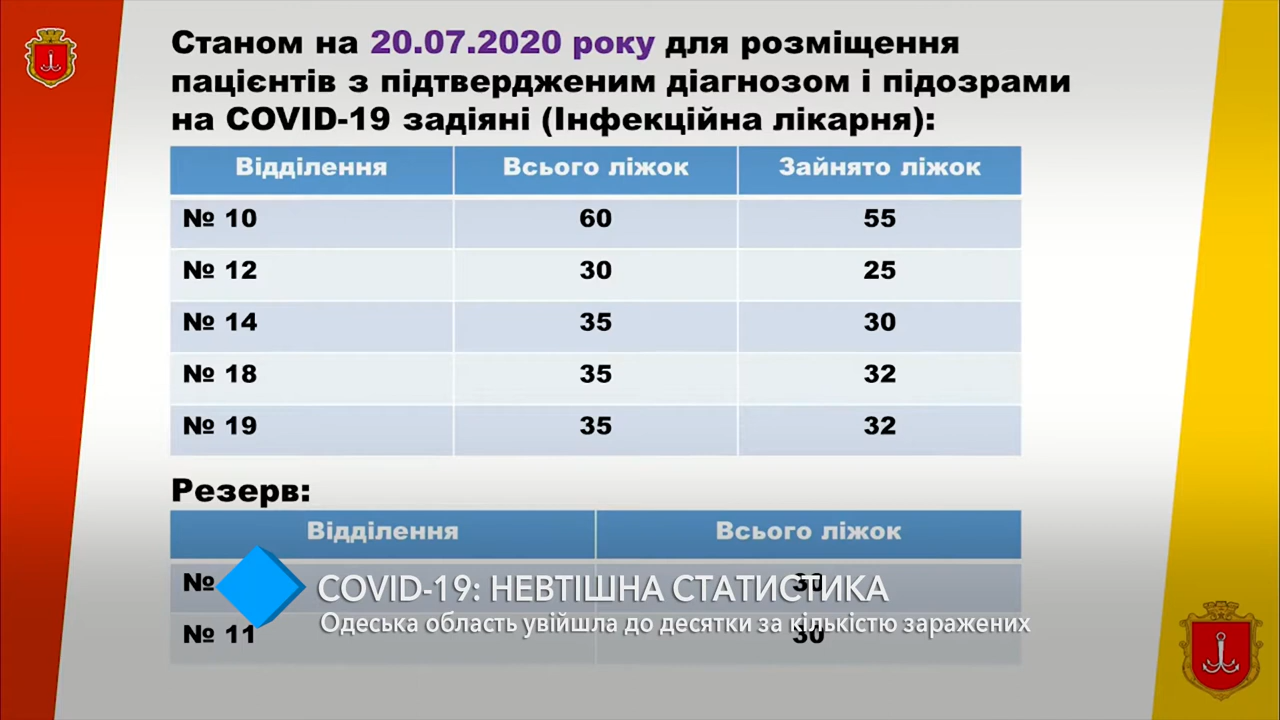 Станом на 20.07.2020 року для розміщення
пацієнтів з підтвердженим діагнозом і підозрами
на COVID-19 задіяні (Інфекційна лікарня):
Відділення Всього ліжок Зайнято ліжок
№ 10 60 55
№ 12 30 25
№ 14 35 30
№ 18 35 32
№ 19 35 32
Резерв:
Відділення Всього ліжок
№ 30
COVID-19: НЕВТІШНА СТАТИСТИКА
Одеська область увійшла до десятки за кількістю заражених
№ 11 30